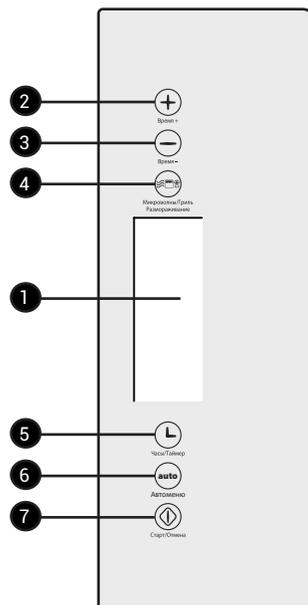 2
Время +
3
Время –
4
Микроволны/Гриль
Размораживание
1
5
Часы/Таймер
6
auto
Автоменю
7
Старт/Отмена